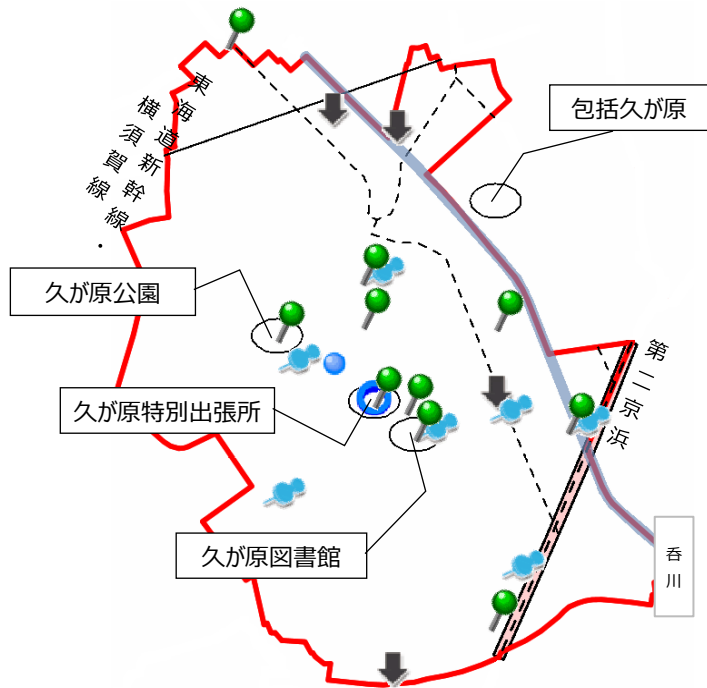 東海道新幹線
横須賀線
包括久が原
久が原公園
第二京浜
久が原特別出張所
久が原図書館
呑川